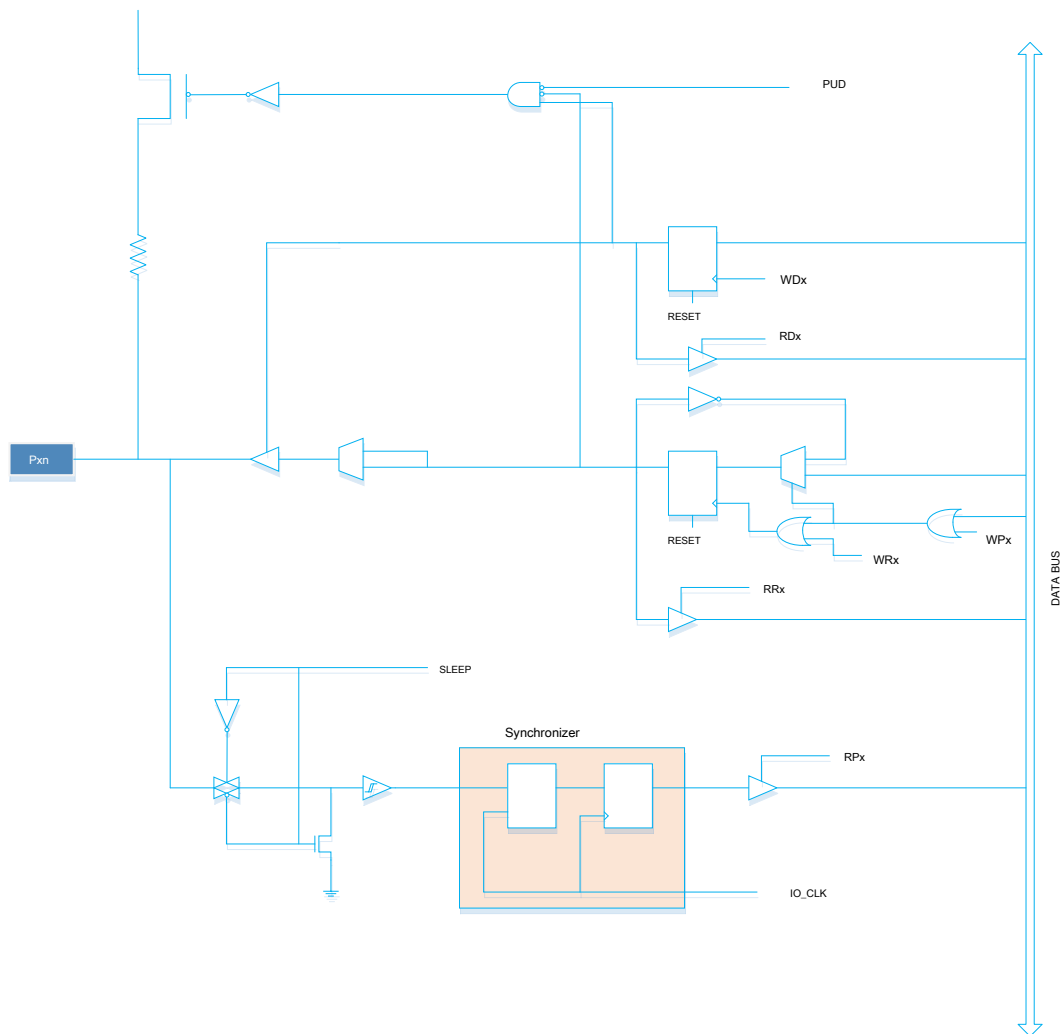 PUD
WDx
RESET
RDx
Pxn
RESET
WPx
WRx
DATA BUS
RRx
SLEEP
Synchronizer
RPx
IO_CLK